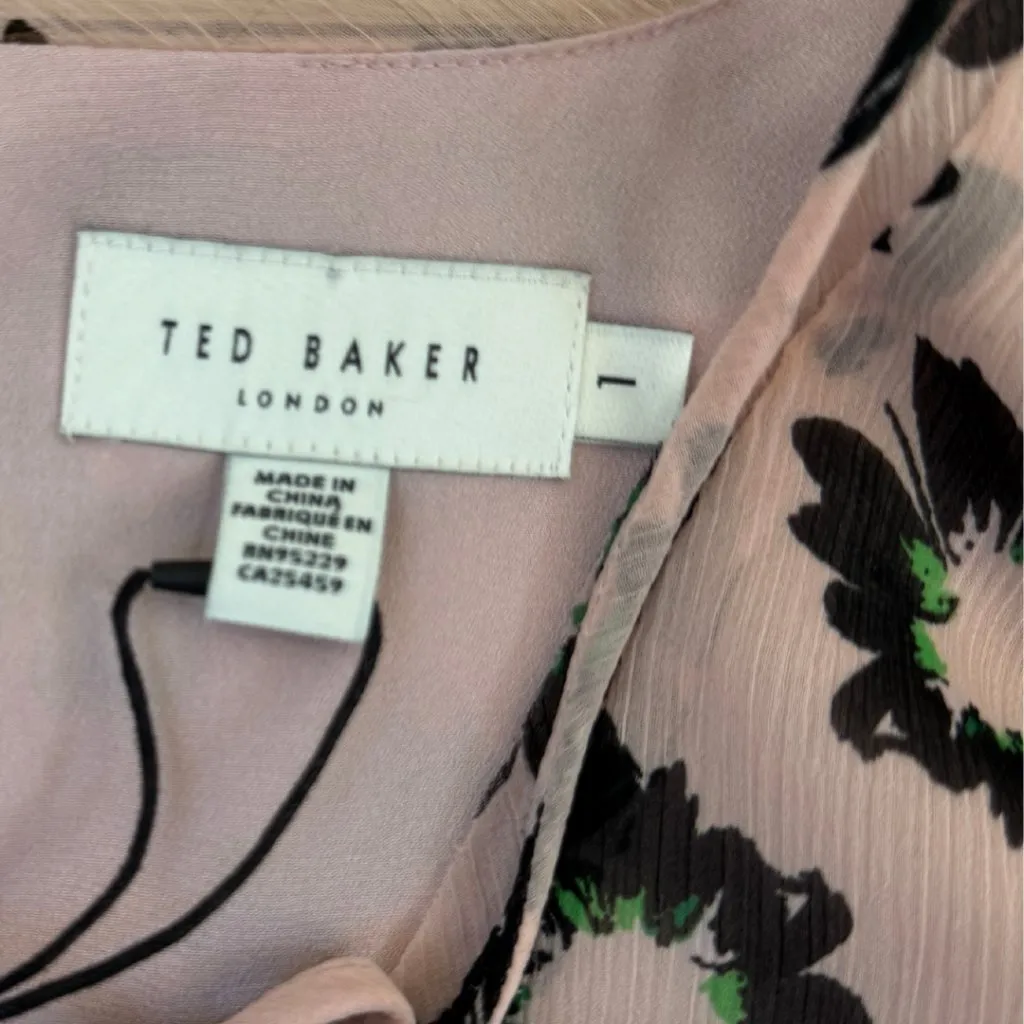 TED BAKER
LONDON
1
MADE IN
CHINA
FABRIQUÉ EN
CHINE
RN95229
CA25459